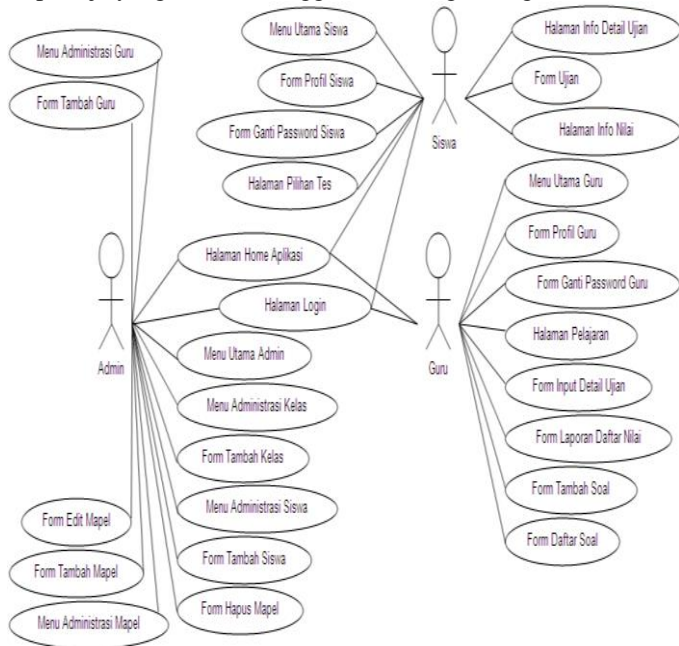 Menu Utama Siswa
Form Profil Siswa
Form Ganti Password Siswa
Halaman Pilihan Tes
Siswa
Halaman Info Detail Ujian
Form Ujian
Halaman Info Nilai
Menu Administrasi Guru
Form Tambah Guru
Halaman Home Aplikasi
Halaman Login
Admin
Menu Utama Admin
Menu Administrasi Kelas
Form Tambah Kelas
Menu Administrasi Siswa
Form Tambah Siswa
Form Hapus Mapel
Form Edit Mapel
Form Tambah Mapel
Menu Administrasi Mapel
Guru
Menu Utama Guru
Form Profil Guru
Form Ganti Password Guru
Halaman Pelajaran
Form Input Detail Ujian
Form Laporan Daftar Nilai
Form Tambah Soal
Form Daftar Soal